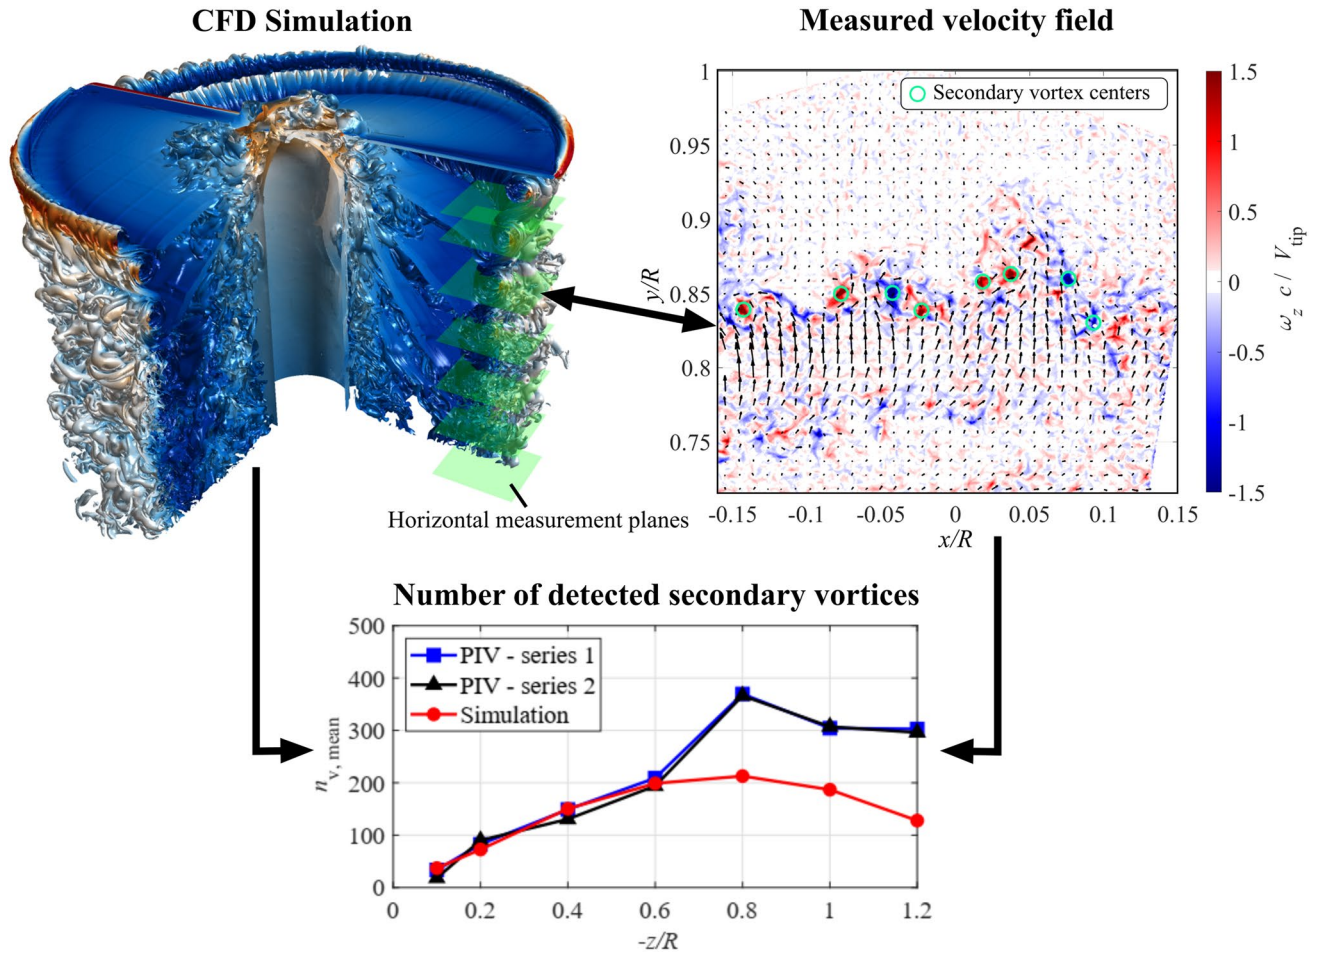 CFD Simulation
Measured velocity field
Horizontal measurement planes
Secondary vortex centers
1
0.95
0.9
0.85
0.8
0.75
y/R
-0.15
-0.1
-0.05
0
0.05
0.1
0.15
x/R
1.5
1
0.5
0
-0.5
-1
-1.5
ω_z c / V_tip
Number of detected secondary vortices
500
400
300
200
100
0
n_v, mean
PIV - series 1
PIV - series 2
Simulation
0
0.2
0.4
0.6
0.8
1
1.2
-z/R